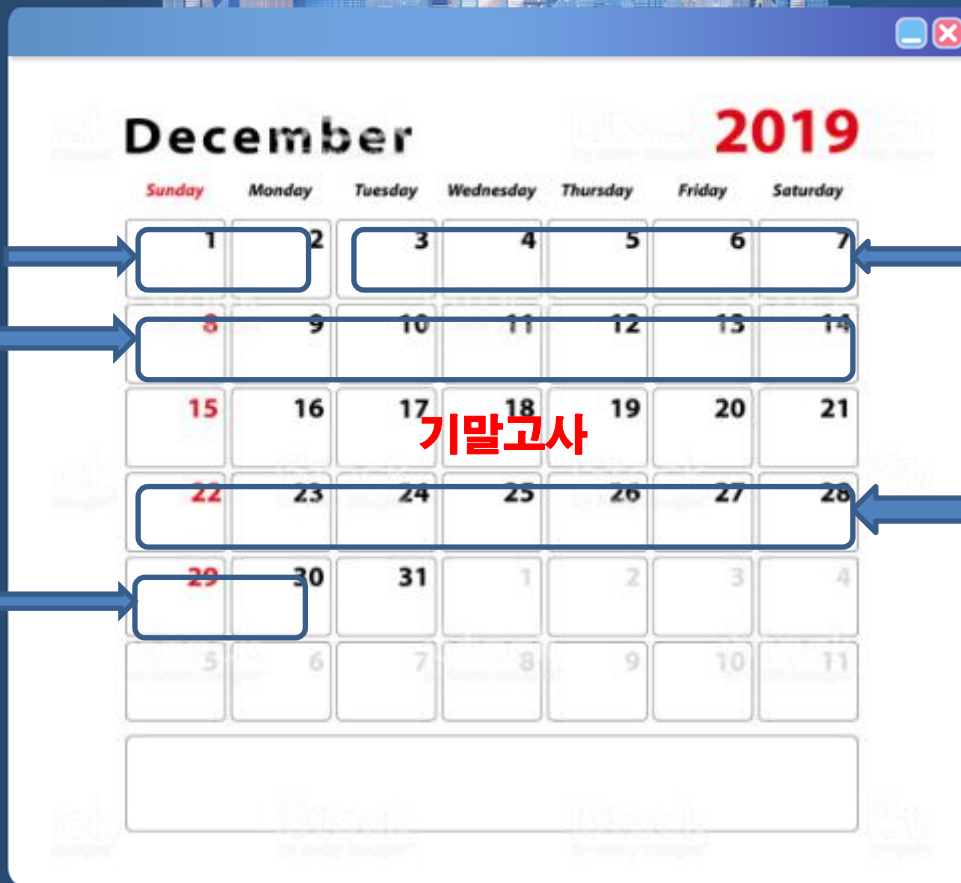 December 2019
Sunday Monday Tuesday Wednesday Thursday Friday Saturday
1 2 3 4 5 6 7
8 9 10 11 12 13 14
15 16 17 18 19 20 21
기말고사
22 23 24 25 26 27 28
29 30 31 1 2 3 4
5 6 7 8 9 10 11